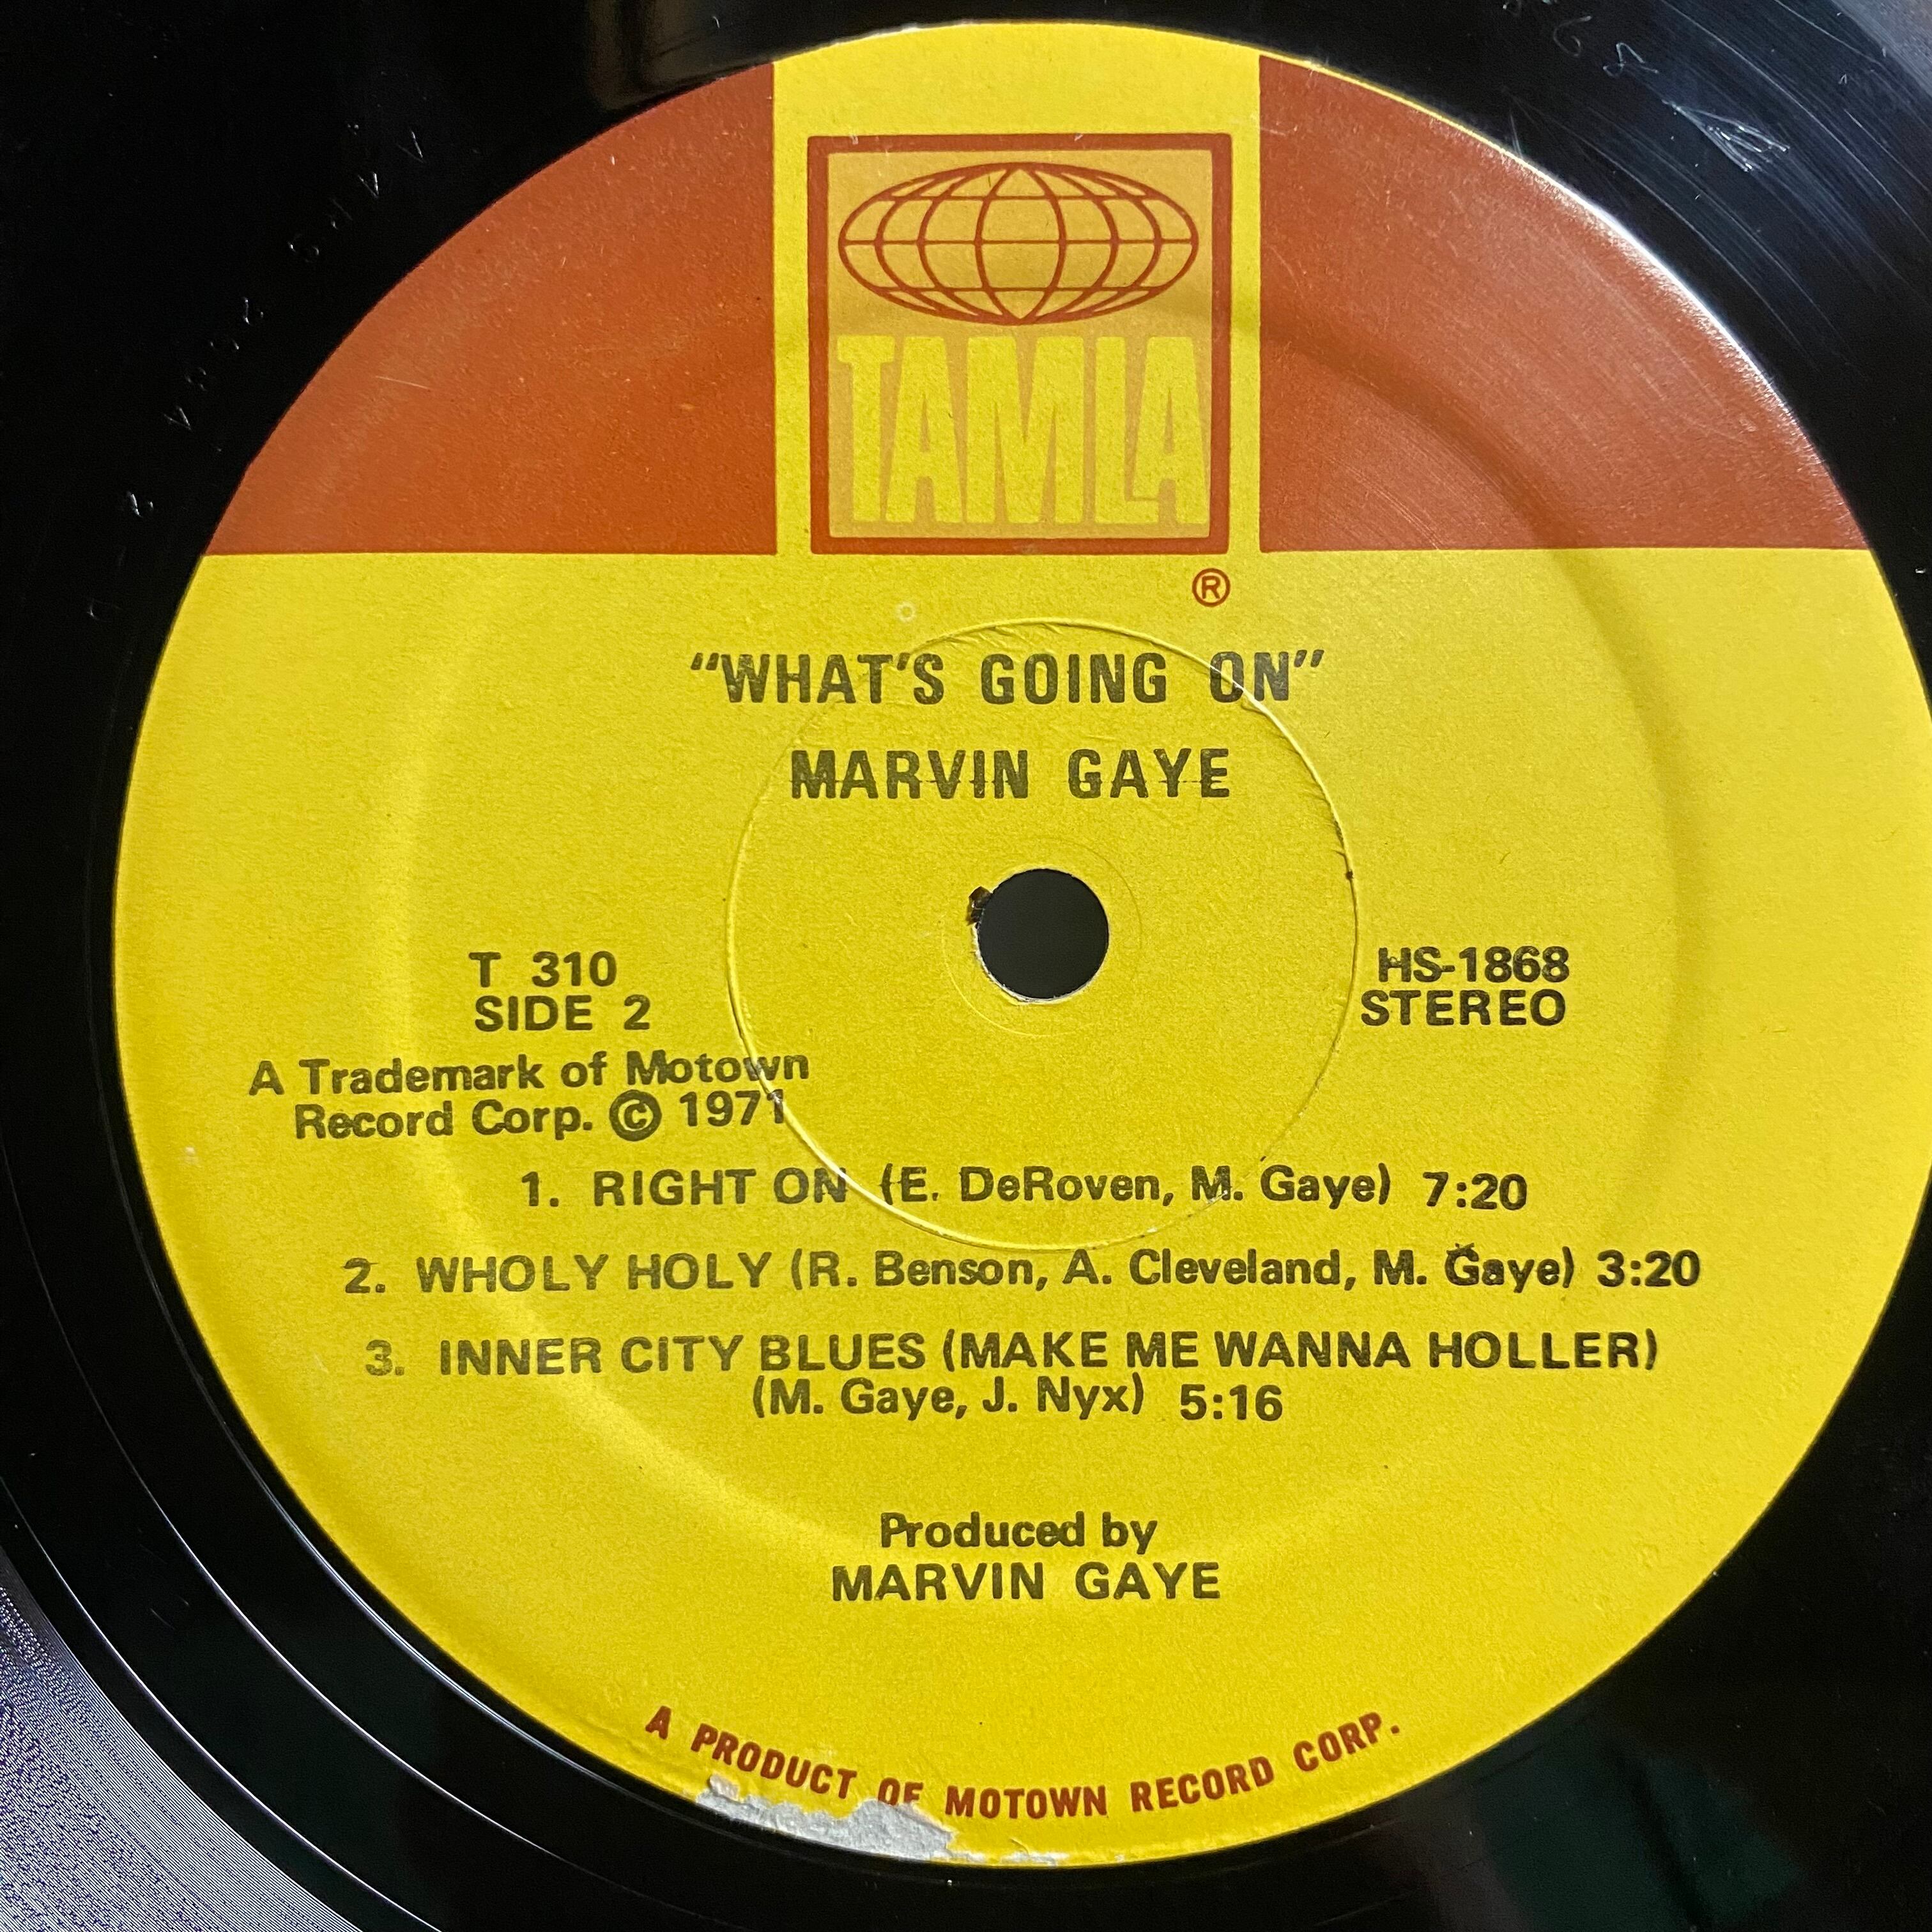 TAMLA
®
"WHAT'S GOING ON"
MARVIN GAYE
T 310
SIDE 2
HS-1868
STEREO
A Trademark of Motown
Record Corp. © 1971
1. RIGHT ON (E. DeRoven, M. Gaye) 7:20
2. WHOLY HOLY (R. Benson, A. Cleveland, M. Gaye) 3:20
3. INNER CITY BLUES (MAKE ME WANNA HOLLER)
(M. Gaye, J. Nyx) 5:16
Produced by
MARVIN GAYE
A PRODUCT OF MOTOWN RECORD CORP.